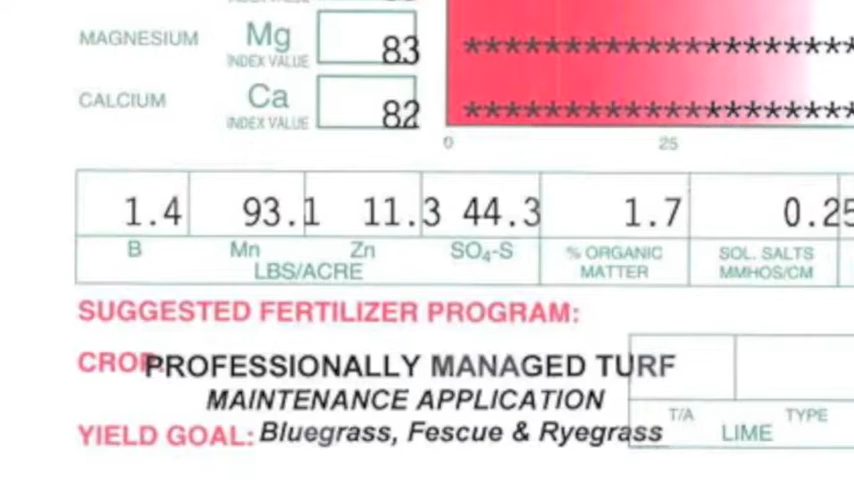 MAGNESIUM Mg INDEX VALUE 83 **********************
CALCIUM Ca INDEX VALUE 82 **********************
0 25
1.4 93.1 11.3 44.3 1.7 0.25
B Mn Zn SO₄-S % ORGANIC MATTER SOL. SALTS MMHOS/CM
LBS/ACRE
SUGGESTED FERTILIZER PROGRAM:
CROP: PROFESSIONALLY MANAGED TURF
MAINTENANCE APPLICATION
T/A TYPE
YIELD GOAL: Bluegrass, Fescue & Ryegrass LIME